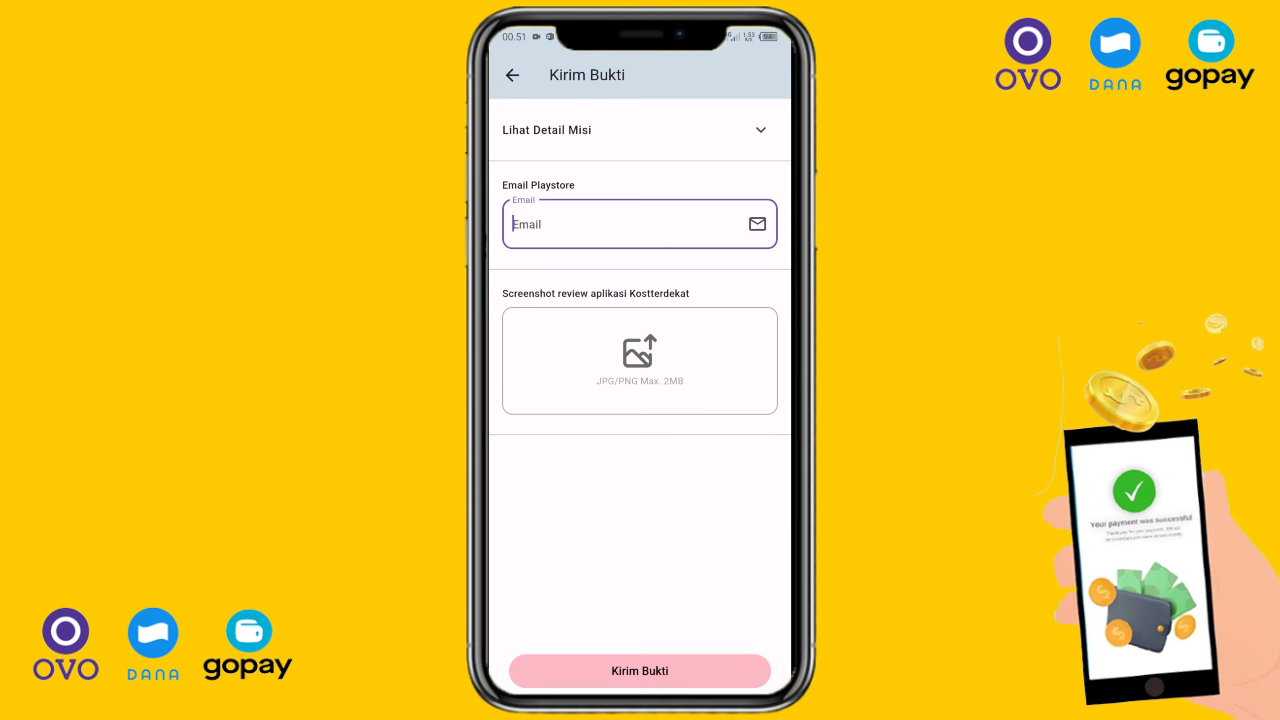 00.51
Kirim Bukti
Lihat Detail Misi
Email Playstore
Email
Email
Screenshot review aplikasi Kostterdekat
JPG/PNG Max. 2MB
Kirim Bukti
OVO
DANA
gopay
Your payment was successful
OVO
DANA
gopay